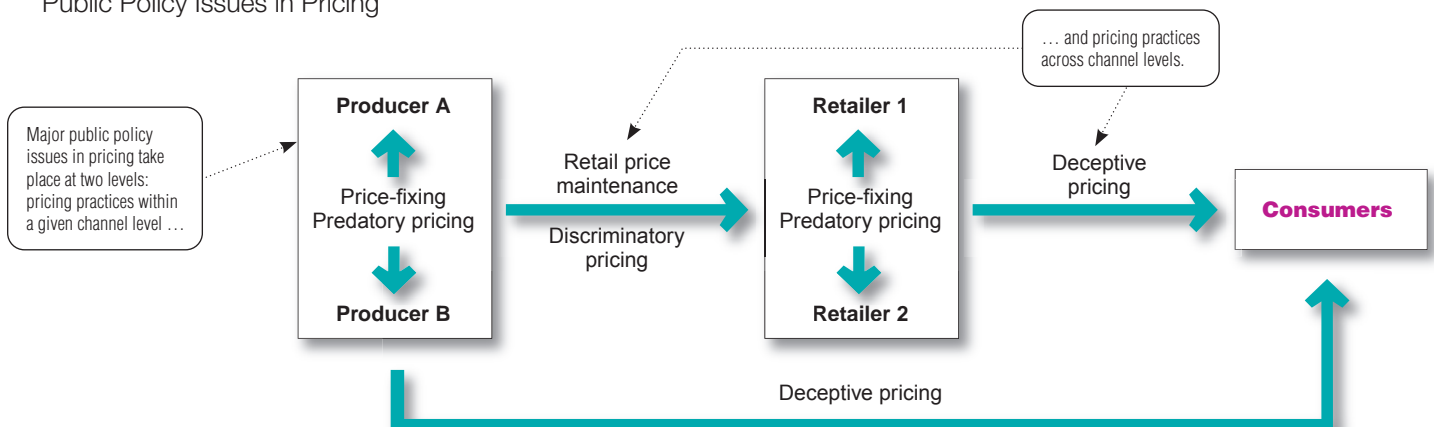 Public Policy Issues in Pricing
Major public policy
issues in pricing take
place at two levels:
pricing practices within
a given channel level …
Producer A
Price-fixing
Predatory pricing
Producer B
Retail price
maintenance
Discriminatory
pricing
… and pricing practices
across channel levels.
Retailer 1
Price-fixing
Predatory pricing
Retailer 2
Deceptive
pricing
Consumers
Deceptive pricing